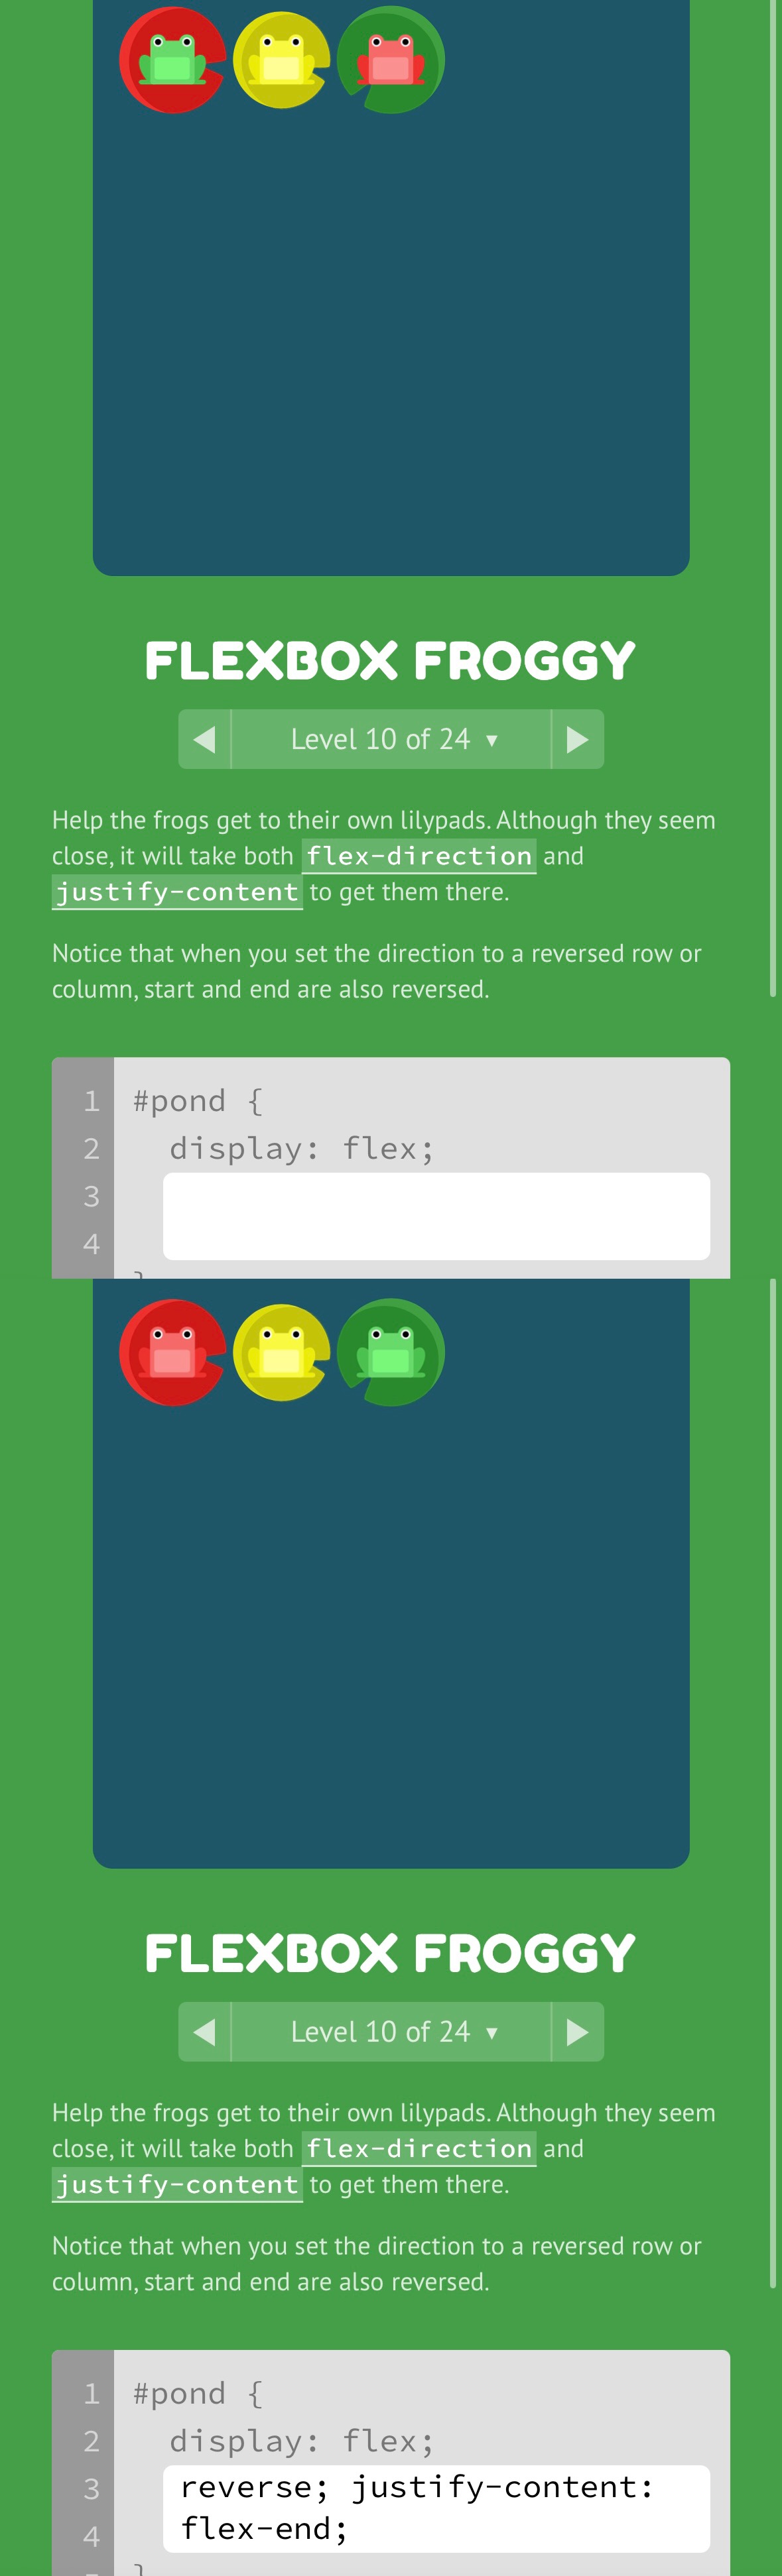 FLEXBOX FROGGY
Level 10 of 24 ▼
Help the frogs get to their own lilypads. Although they seem
close, it will take both flex-direction and
justify-content to get them there.
Notice that when you set the direction to a reversed row or
column, start and end are also reversed.
1 #pond {
2 display: flex;
3
4
}
FLEXBOX FROGGY
Level 10 of 24 ▼
Help the frogs get to their own lilypads. Although they seem
close, it will take both flex-direction and
justify-content to get them there.
Notice that when you set the direction to a reversed row or
column, start and end are also reversed.
1 #pond {
2 display: flex;
3 reverse; justify-content:
4 flex-end;
}